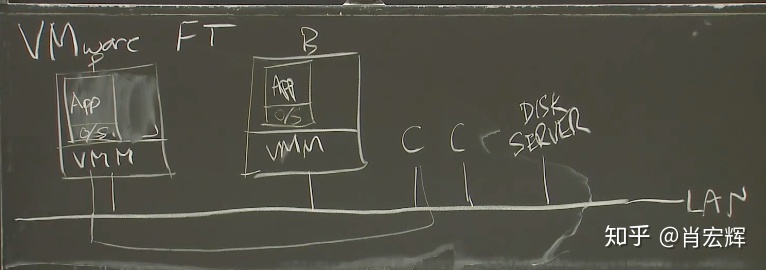 VMware FT
P
B
App
O/S
VMM
App
O/S
VMM
C
C
DISK
SERVER
LAN
知乎 @肖宏辉